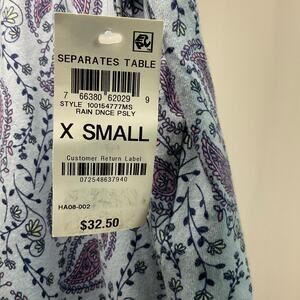 SEPARATES TABLE
7 66380 62029 9
STYLE 100154777MS
RAIN DNCE PSLY
X SMALL
Customer Return Label
072548637940
HA08-002
$32.50